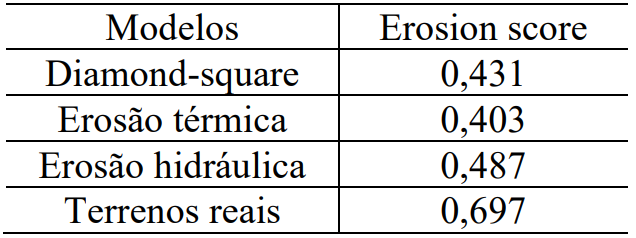 Modelos Erosion score
Diamond-square 0,431
Erosão térmica 0,403
Erosão hidráulica 0,487
Terrenos reais 0,697